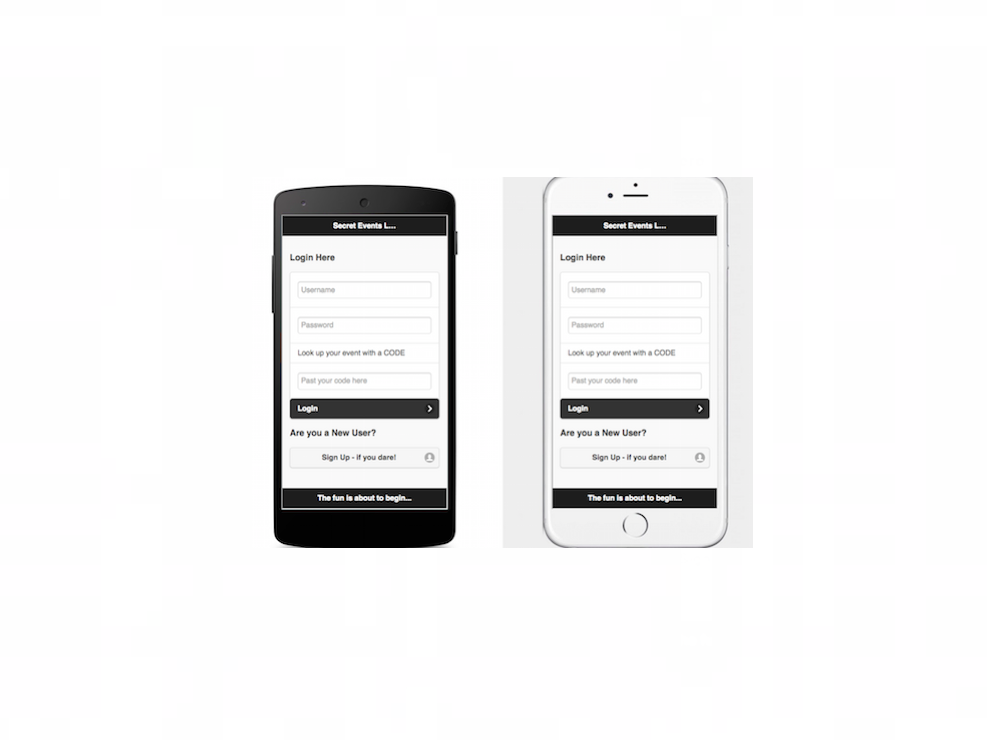 Secret Events L...
Login Here
Username
Password
Look up your event with a CODE
Past your code here
Login
Are you a New User?
Sign Up - if you dare!
The fun is about to begin...
Secret Events L...
Login Here
Username
Password
Look up your event with a CODE
Past your code here
Login
Are you a New User?
Sign Up - if you dare!
The fun is about to begin...